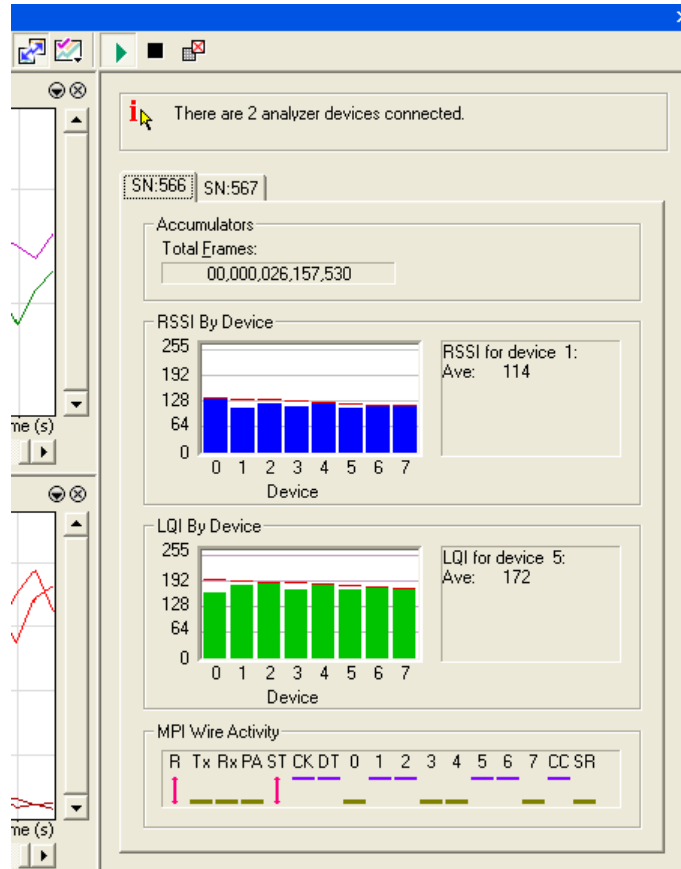 There are 2 analyzer devices connected.
SN:566 SN:567
Accumulators
Total Frames:
00,000,026,157,530
RSSI By Device
255
192
128
64
0
0 1 2 3 4 5 6 7
Device
RSSI for device 1:
Ave: 114
LQI By Device
255
192
128
64
0
0 1 2 3 4 5 6 7
Device
LQI for device 5:
Ave: 172
MPI Wire Activity
R Tx Rx PA ST CK DT 0 1 2 3 4 5 6 7 CC SR
me (s)
me (s)